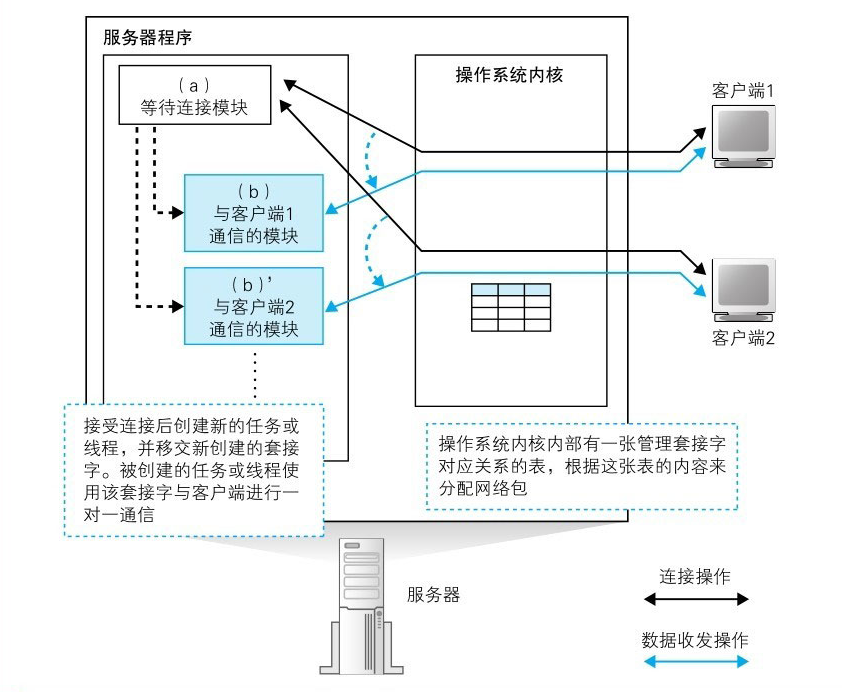 服务器程序
(a)
等待连接模块
(b)
与客户端1
通信的模块
(b)’
与客户端2
通信的模块
接受连接后创建新的任务或
线程，并移交新创建的套接
字。被创建的任务或线程使
用该套接字与客户端进行一
对一通信
操作系统内核
操作系统内核内部有一张管理套接字
对应关系的表，根据这张表的内容来
分配网络包
客户端1
客户端2
服务器
连接操作
数据收发操作